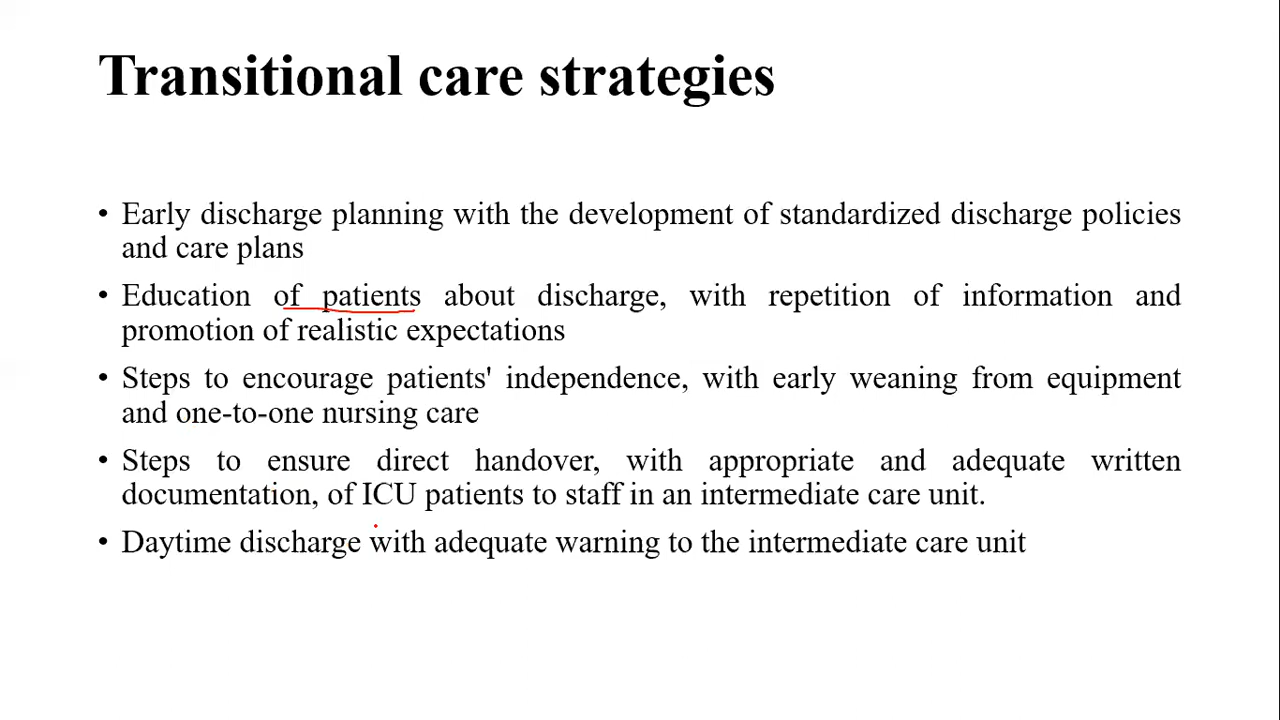 Transitional care strategies
• Early discharge planning with the development of standardized discharge policies
and care plans
• Education of patients about discharge, with repetition of information and
promotion of realistic expectations
• Steps to encourage patients' independence, with early weaning from equipment
and one-to-one nursing care
• Steps to ensure direct handover, with appropriate and adequate written
documentation, of ICU patients to staff in an intermediate care unit.
• Daytime discharge with adequate warning to the intermediate care unit